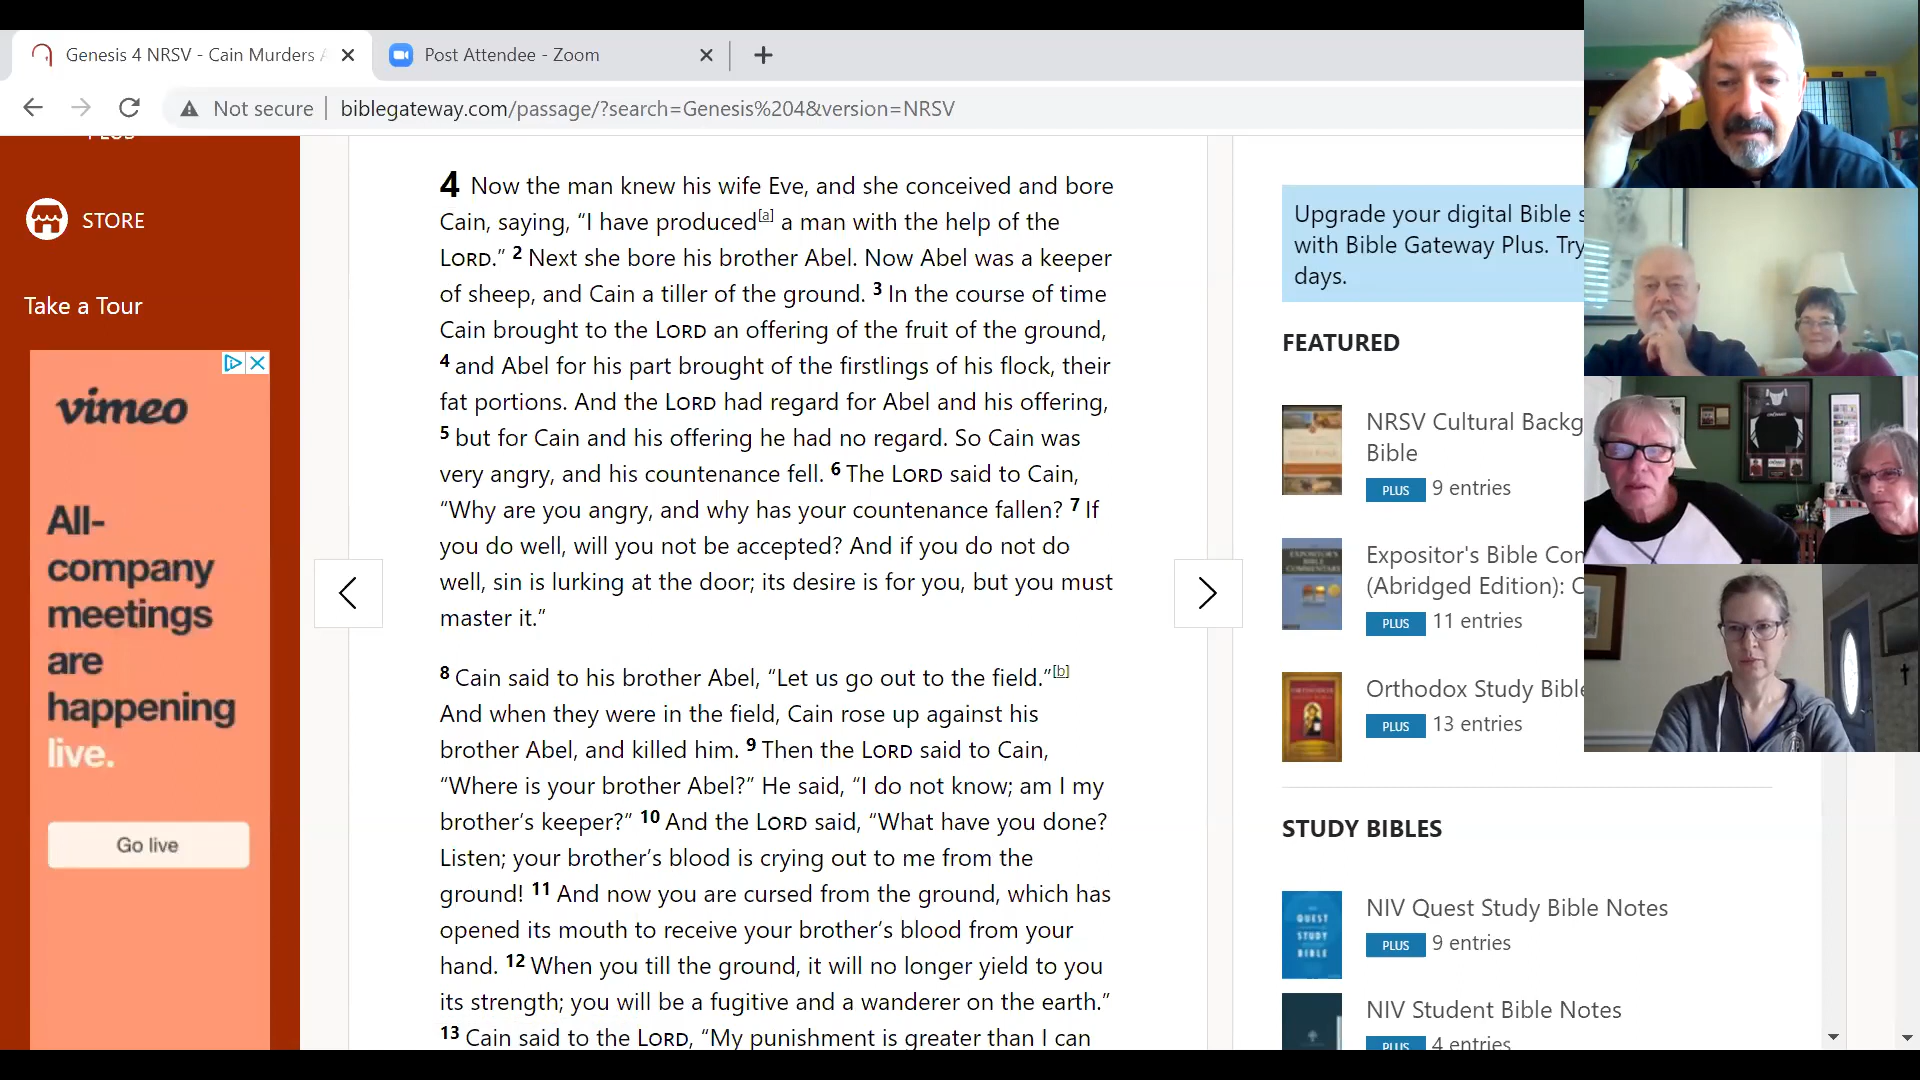 Genesis 4 NRSV - Cain Murders A
Post Attendee - Zoom
Not secure
biblegateway.com/passage/?search=Genesis%204&version=NRSV
PLUS
STORE
Take a Tour
vimeo
All-
company
meetings
are
happening
live.
Go live
4 Now the man knew his wife Eve, and she conceived and bore
Cain, saying, “I have produced[a] a man with the help of the
LORD.” 2 Next she bore his brother Abel. Now Abel was a keeper
of sheep, and Cain a tiller of the ground. 3 In the course of time
Cain brought to the LORD an offering of the fruit of the ground,
4 and Abel for his part brought of the firstlings of his flock, their
fat portions. And the LORD had regard for Abel and his offering,
5 but for Cain and his offering he had no regard. So Cain was
very angry, and his countenance fell. 6 The LORD said to Cain,
“Why are you angry, and why has your countenance fallen? 7 If
you do well, will you not be accepted? And if you do not do
well, sin is lurking at the door; its desire is for you, but you must
master it.”
8 Cain said to his brother Abel, “Let us go out to the field.”[b]
And when they were in the field, Cain rose up against his
brother Abel, and killed him. 9 Then the LORD said to Cain,
“Where is your brother Abel?” He said, “I do not know; am I my
brother’s keeper?” 10 And the LORD said, “What have you done?
Listen; your brother’s blood is crying out to me from the
ground! 11 And now you are cursed from the ground, which has
opened its mouth to receive your brother’s blood from your
hand. 12 When you till the ground, it will no longer yield to you
its strength; you will be a fugitive and a wanderer on the earth.”
13 Cain said to the LORD, “My punishment is greater than I can
Upgrade your digital Bible s
with Bible Gateway Plus. Try
days.
FEATURED
NRSV Cultural Backg
Bible
PLUS 9 entries
EXPOSITOR'S
BIBLE
COMMENTARY
Expositor's Bible Com
(Abridged Edition): O
PLUS 11 entries
Orthodox Study Bible
PLUS 13 entries
STUDY BIBLES
QUEST
STUDY
BIBLE
NIV Quest Study Bible Notes
PLUS 9 entries
NIV Student Bible Notes
PLUS 4 entries